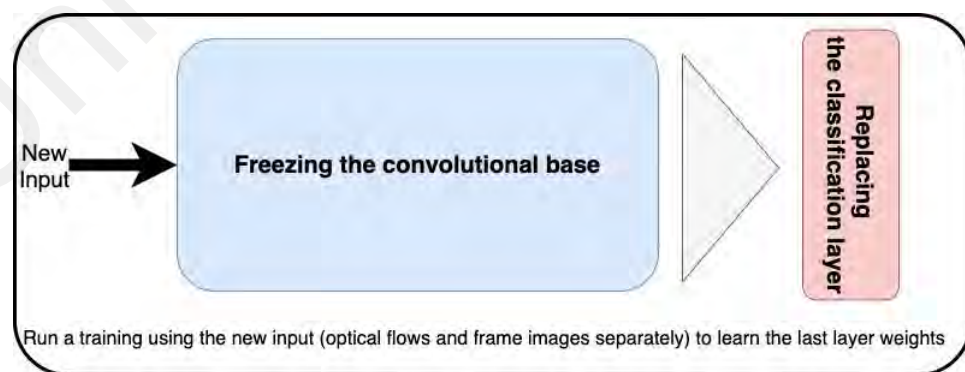 New
Input
Freezing the convolutional base
Replacing
the classification layer
Run a training using the new input (optical flows and frame images separately) to learn the last layer weights